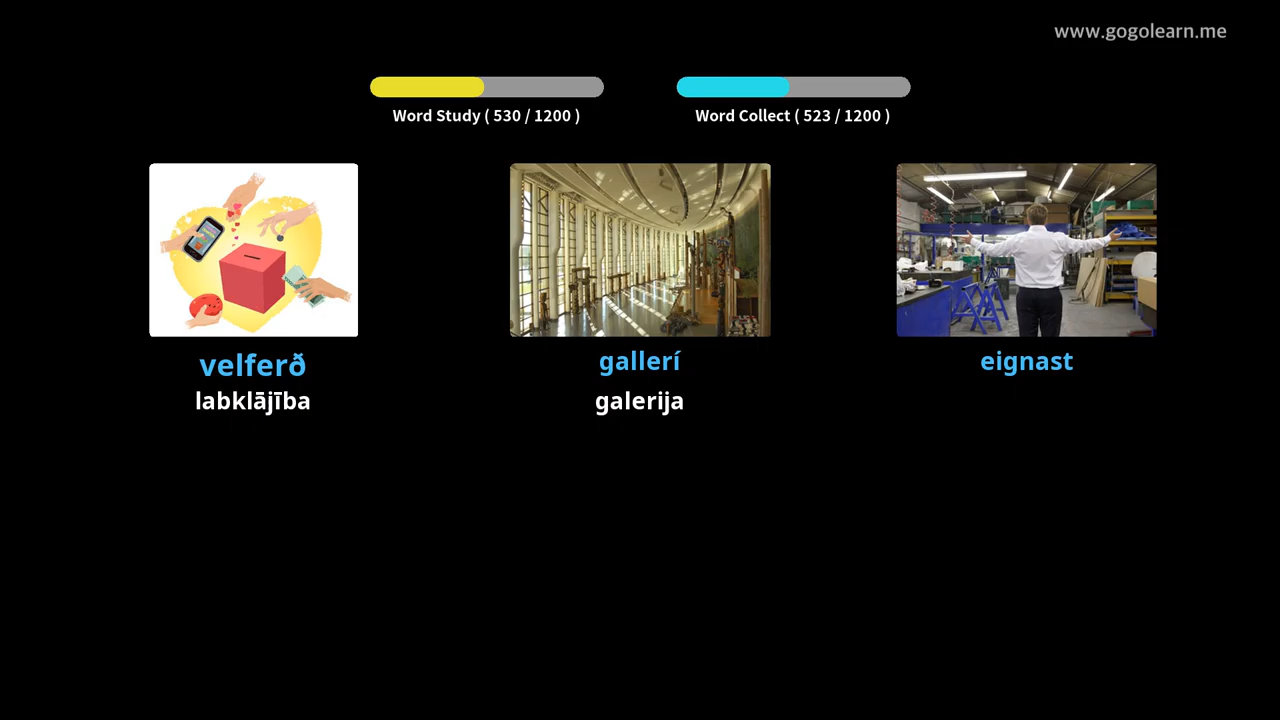 www.gogolearn.me
Word Study ( 530 / 1200 )
Word Collect ( 523 / 1200 )
velferð
labklājība
gallerí
galerija
eignast